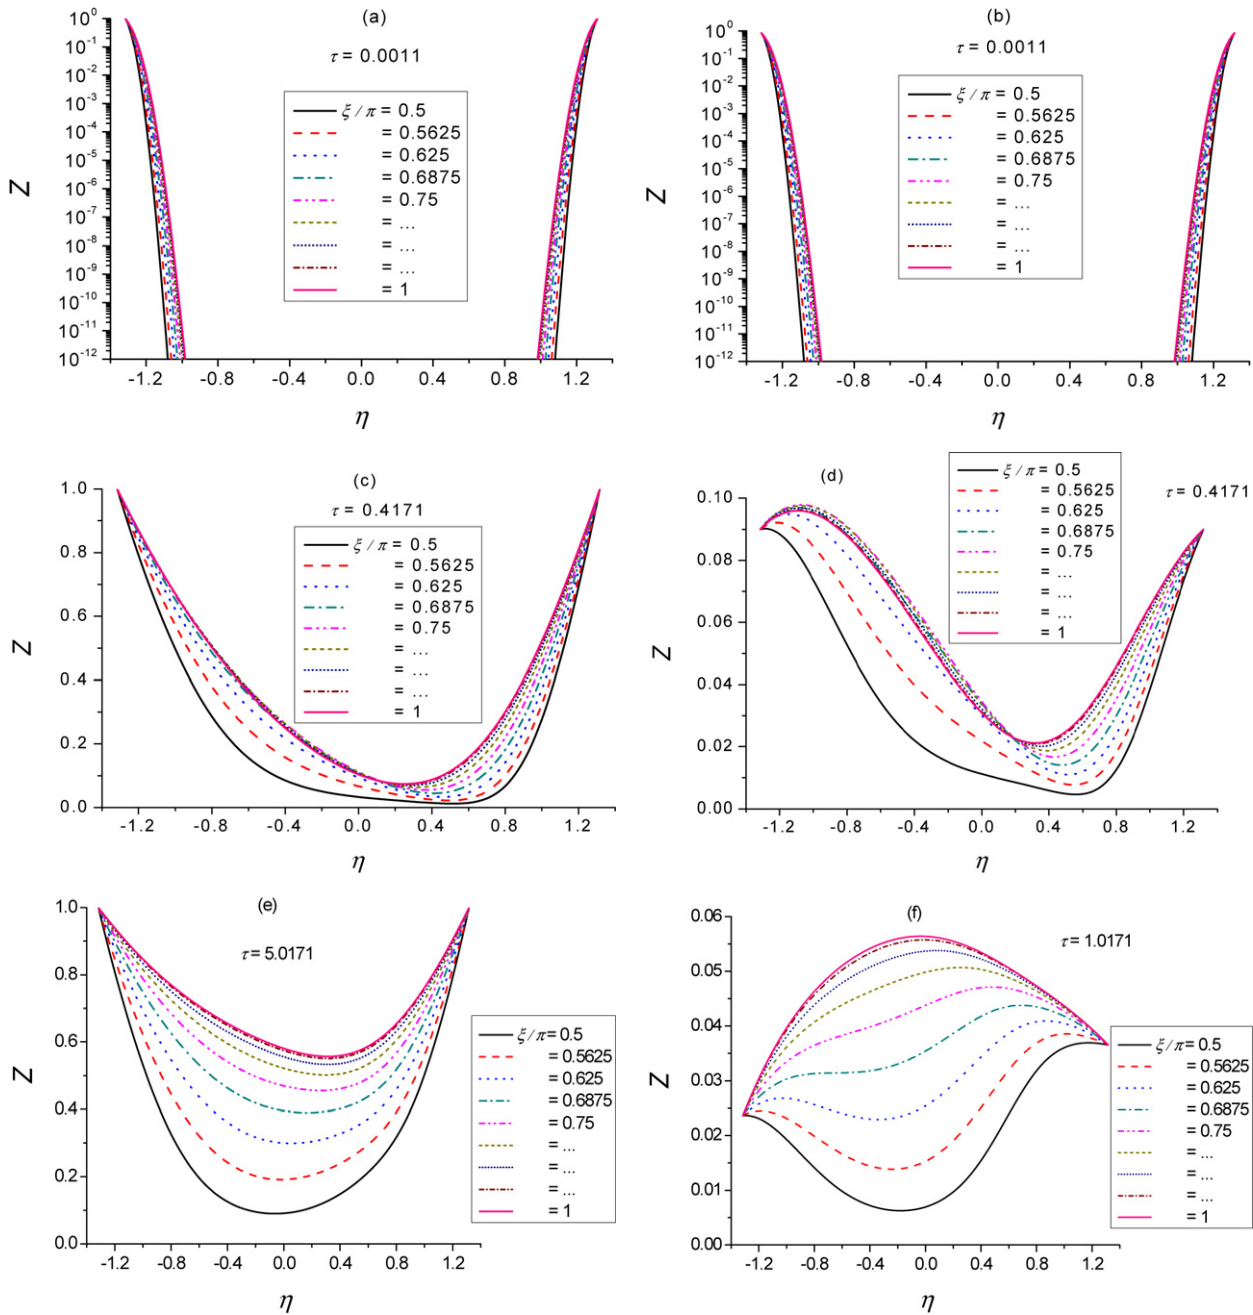 (a)
τ = 0.0011
ξ / π = 0.5
= 0.5625
= 0.625
= 0.6875
= 0.75
= ...
= ...
= ...
= 1
10^0
10^-1
10^-2
10^-3
10^-4
10^-5
10^-6
10^-7
10^-8
10^-9
10^-10
10^-11
10^-12
Z
-1.2 -0.8 -0.4 0.0 0.4 0.8 1.2
η
(b)
τ = 0.0011
ξ / π = 0.5
= 0.5625
= 0.625
= 0.6875
= 0.75
= ...
= ...
= ...
= 1
10^0
10^-1
10^-2
10^-3
10^-4
10^-5
10^-6
10^-7
10^-8
10^-9
10^-10
10^-11
10^-12
Z
-1.2 -0.8 -0.4 0.0 0.4 0.8 1.2
η
(c)
τ = 0.4171
ξ / π = 0.5
= 0.5625
= 0.625
= 0.6875
= 0.75
= ...
= ...
= ...
= 1
1.0
0.8
0.6
0.4
0.2
0.0
Z
-1.2 -0.8 -0.4 0.0 0.4 0.8 1.2
η
(d)
τ = 0.4171
ξ / π = 0.5
= 0.5625
= 0.625
= 0.6875
= 0.75
= ...
= ...
= ...
= 1
0.10
0.08
0.06
0.04
0.02
0.00
Z
-1.2 -0.8 -0.4 0.0 0.4 0.8 1.2
η
(e)
τ = 5.0171
ξ / π = 0.5
= 0.5625
= 0.625
= 0.6875
= 0.75
= ...
= ...
= ...
= 1
1.0
0.8
0.6
0.4
0.2
0.0
Z
-1.2 -0.8 -0.4 0.0 0.4 0.8 1.2
η
(f)
τ = 1.0171
ξ / π = 0.5
= 0.5625
= 0.625
= 0.6875
= 0.75
= ...
= ...
= ...
= 1
0.06
0.05
0.04
0.03
0.02
0.01
0.00
Z
-1.2 -0.8 -0.4 0.0 0.4 0.8 1.2
η